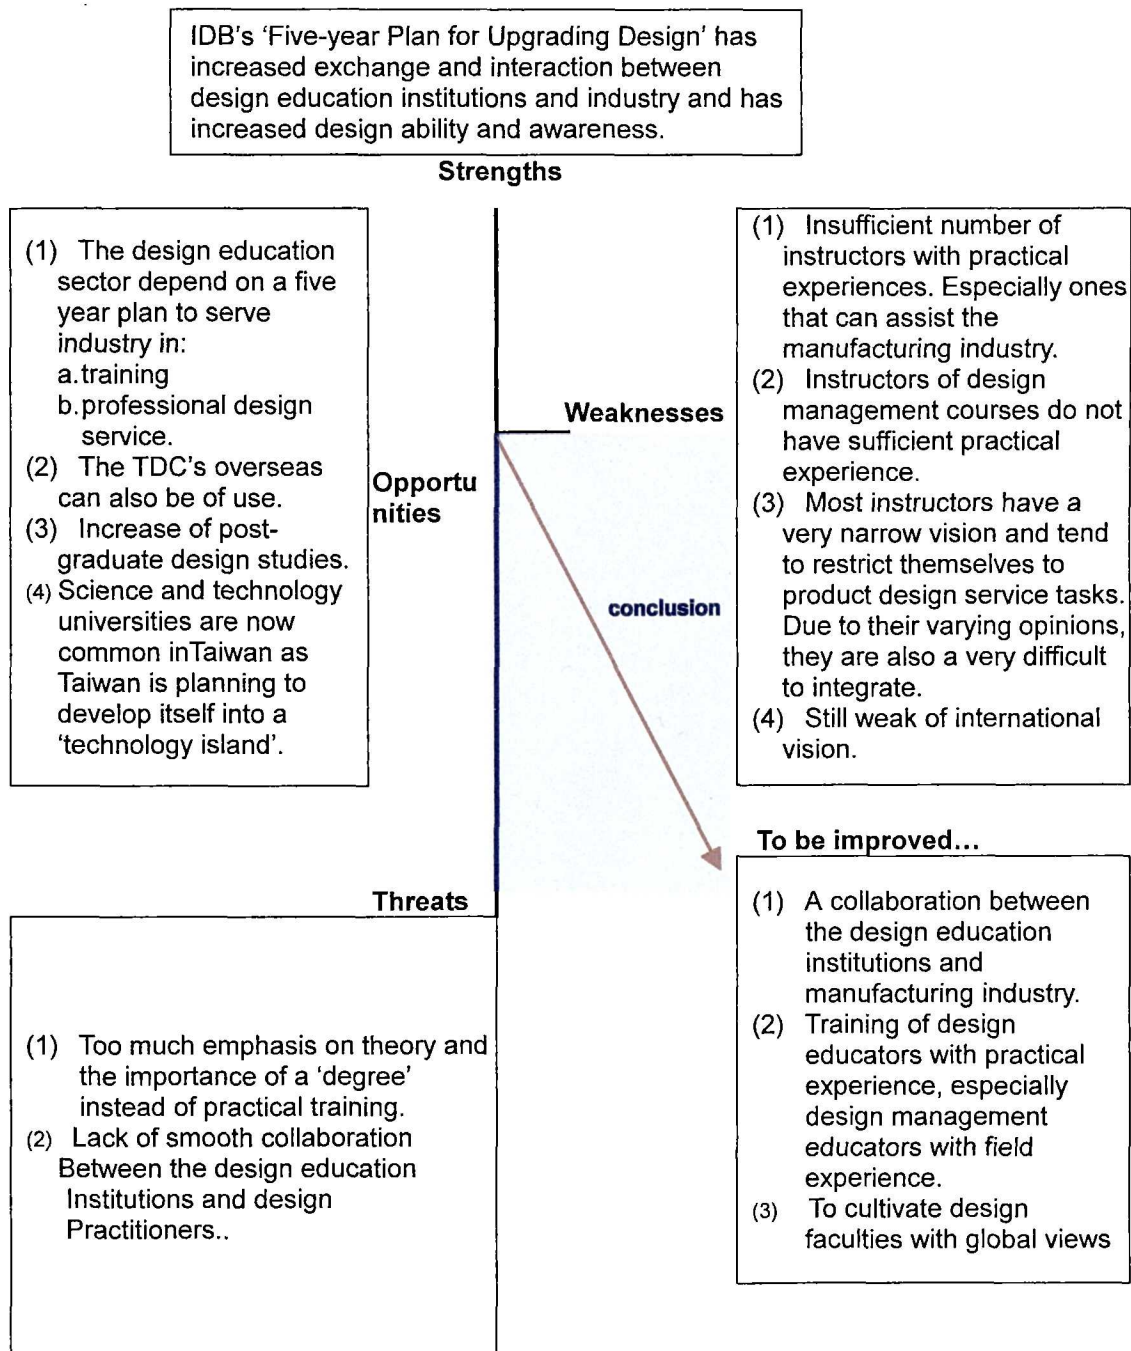 IDB's ‘Five-year Plan for Upgrading Design’ has
increased exchange and interaction between
design education institutions and industry and has
increased design ability and awareness.
Strengths
(1) The design education
sector depend on a five
year plan to serve
industry in:
a.training
b.professional design
service.
(2) The TDC's overseas
can also be of use.
(3) Increase of post-
graduate design studies.
(4) Science and technology
universities are now
common inTaiwan as
Taiwan is planning to
develop itself into a
‘technology island’.
Opportu
nities
Weaknesses
(1) Insufficient number of
instructors with practical
experiences. Especially ones
that can assist the
manufacturing industry.
(2) Instructors of design
management courses do not
have sufficient practical
experience.
(3) Most instructors have a
very narrow vision and tend
to restrict themselves to
product design service tasks.
Due to their varying opinions,
they are also a very difficult
to integrate.
(4) Still weak of international
vision.
conclusion
Threats
(1) Too much emphasis on theory and
the importance of a ‘degree’
instead of practical training.
(2) Lack of smooth collaboration
Between the design education
Institutions and design
Practitioners..
To be improved...
(1) A collaboration between
the design education
institutions and
manufacturing industry.
(2) Training of design
educators with practical
experience, especially
design management
educators with field
experience.
(3) To cultivate design
faculties with global views